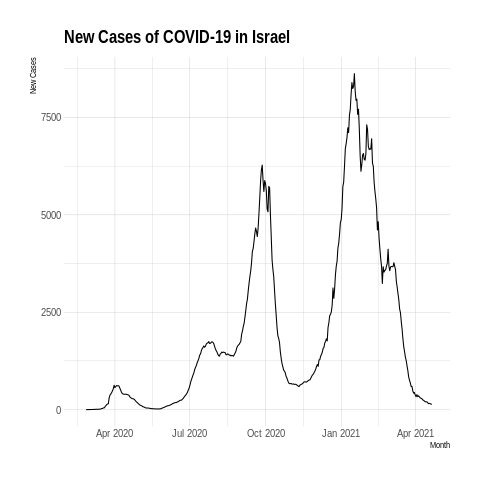 New Cases of COVID-19 in Israel
New Cases
7500
5000
2500
0
Apr 2020 Jul 2020 Oct 2020 Jan 2021 Apr 2021
Month